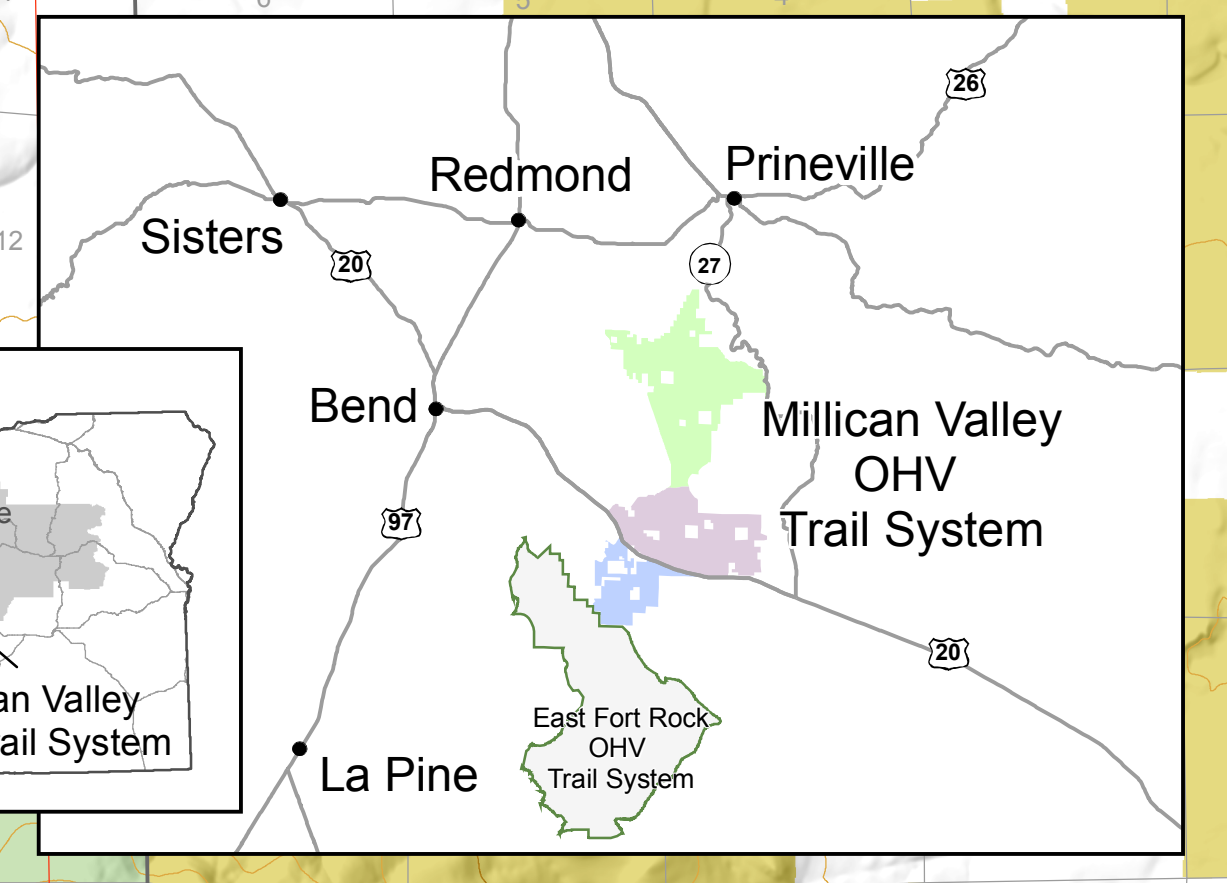 26
Prineville
Redmond
Sisters
20
27
12
Bend
Millican Valley
OHV
Trail System
97
20
East Fort Rock
OHV
Trail System
La Pine
an Valley
ail System